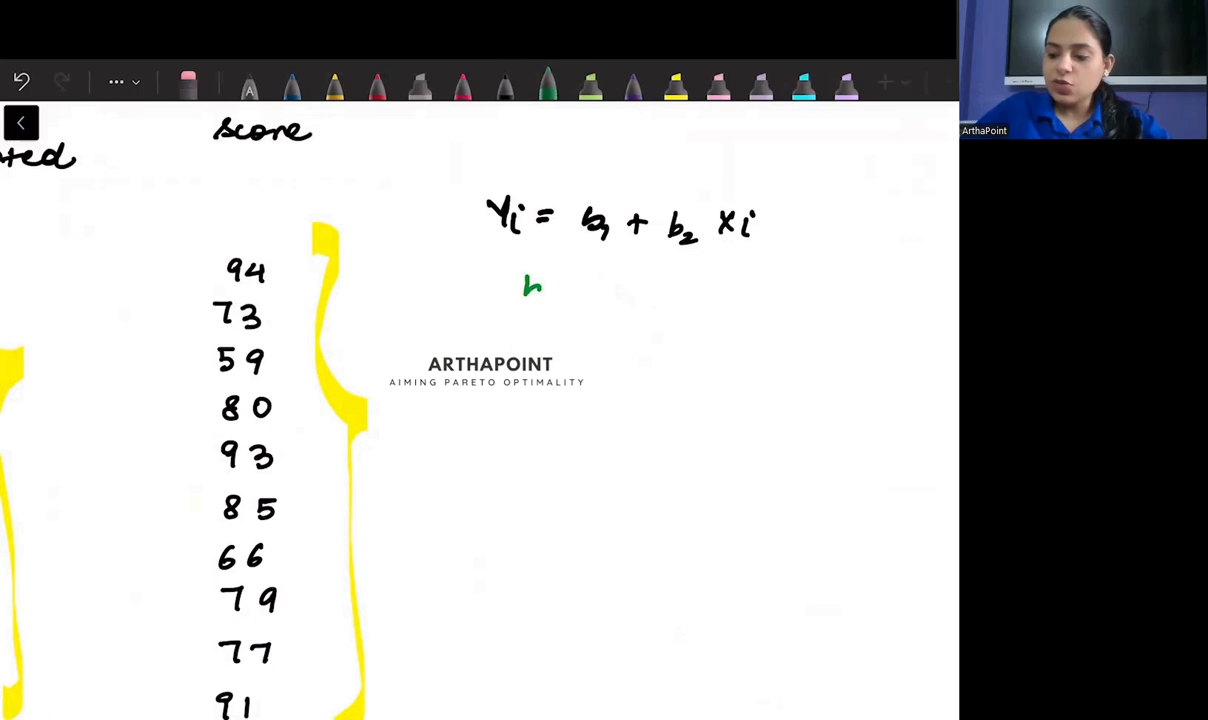 score
ated
Yi = b1 + b2 Xi
94
73
59
80
93
85
66
79
77
91
ARTHAPOINT
AIMING PARETO OPTIMALITY
A
ArthaPoint